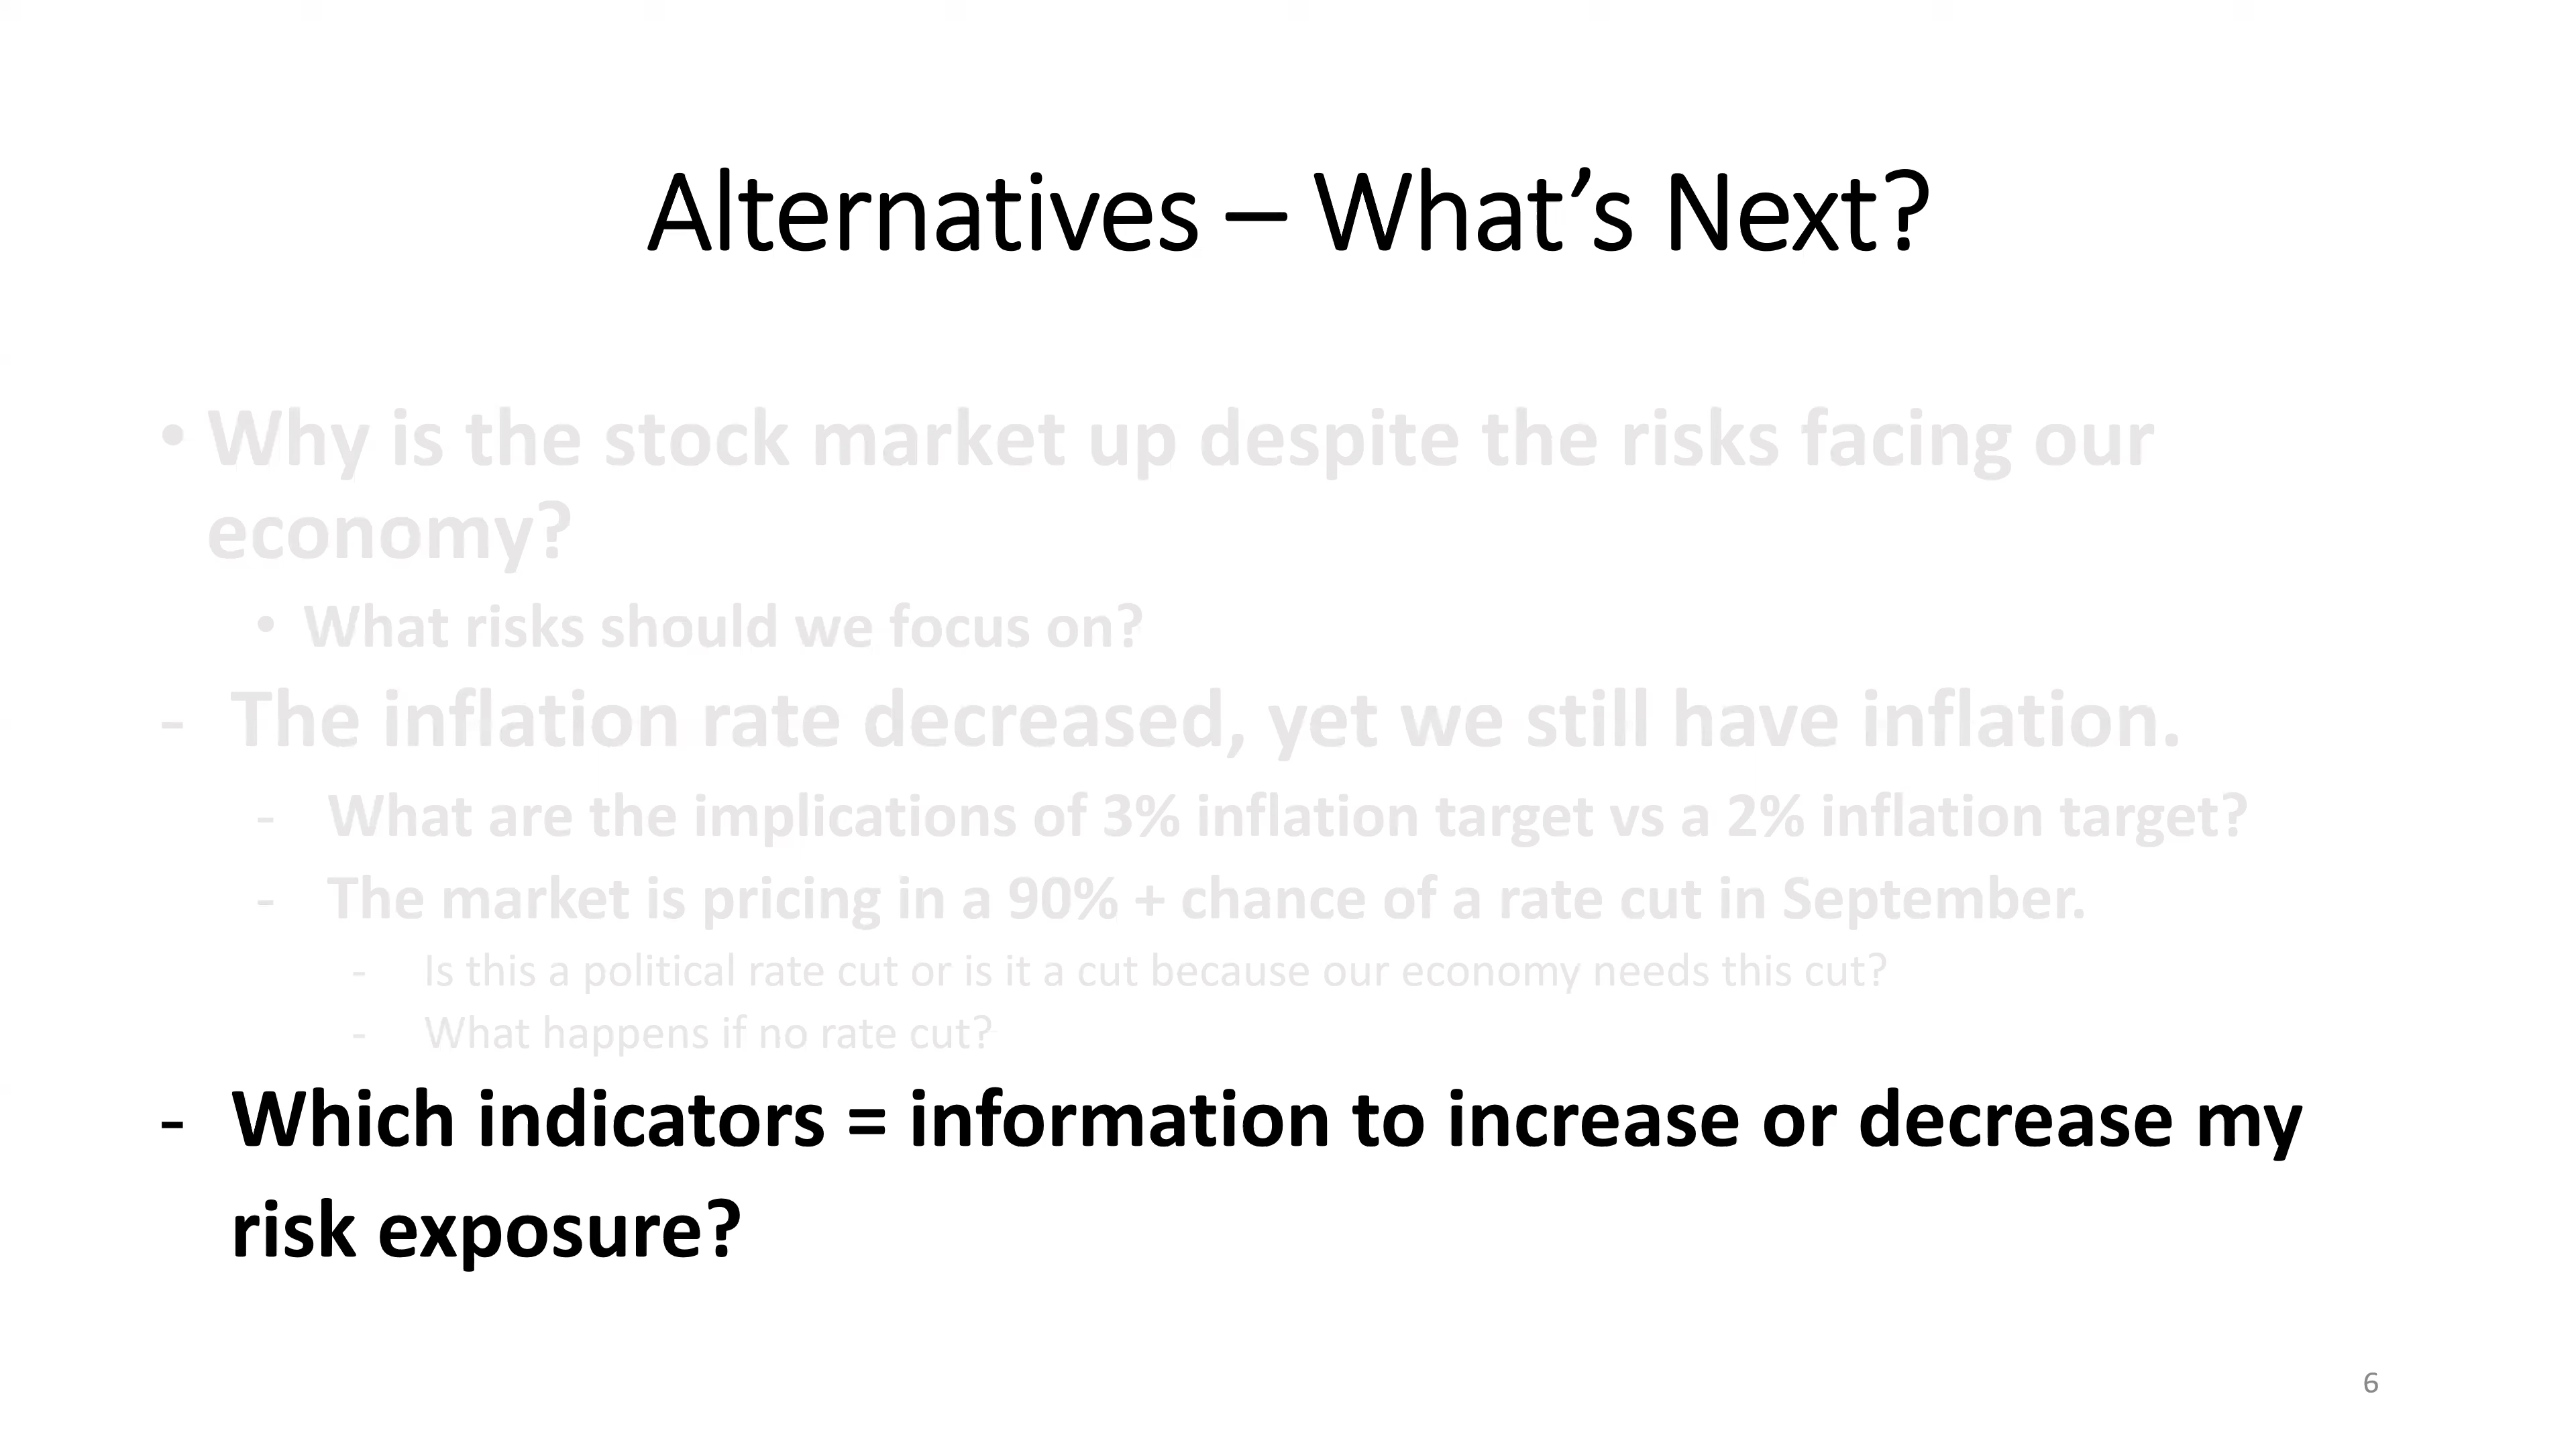 Alternatives – What’s Next?
• Why is the stock market up despite the risks facing our
economy?
• What risks should we focus on?
- The inflation rate decreased, yet we still have inflation.
- What are the implications of 3% inflation target vs a 2% inflation target?
- The market is pricing in a 90% + chance of a rate cut in September.
- Is this a political rate cut or is it a cut because our economy needs this cut?
- What happens if no rate cut?
- Which indicators = information to increase or decrease my
risk exposure?
6